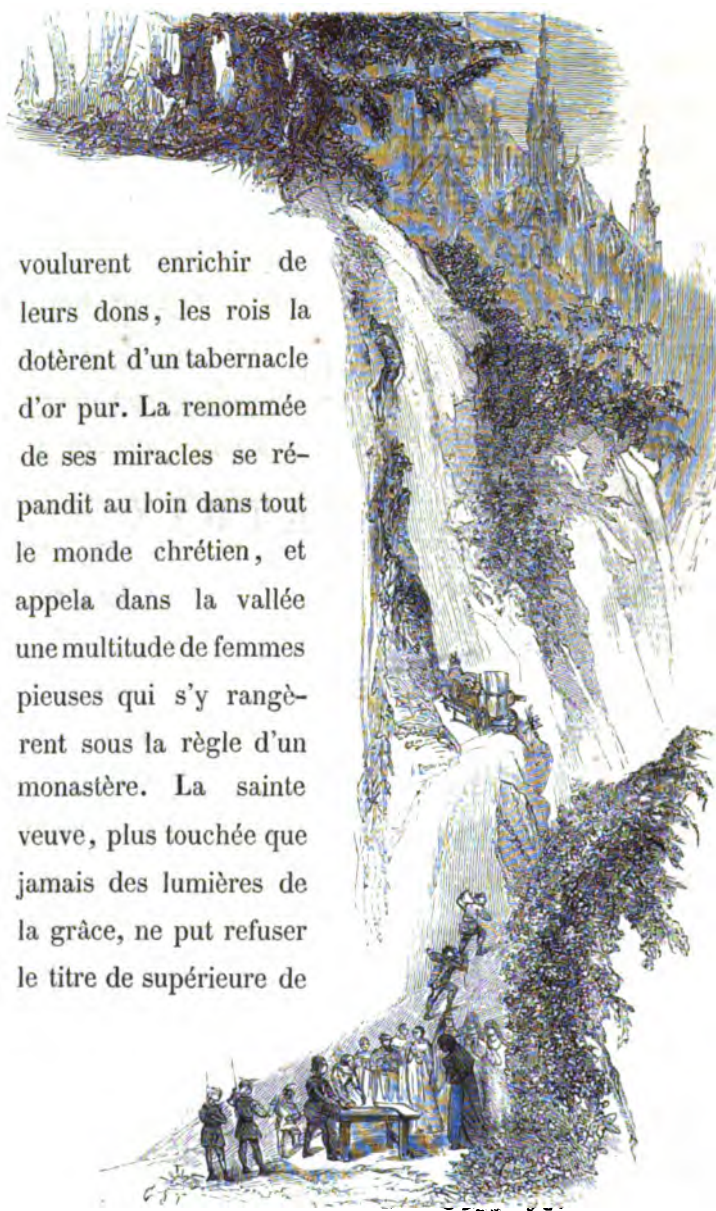 voulurent enrichir de
leurs dons, les rois la
dotèrent d'un tabernacle
d'or pur. La renommée
de ses miracles se ré-
pandit au loin dans tout
le monde chrétien, et
appela dans la vallée
une multitude de femmes
pieuses qui s'y rangè-
rent sous la règle d'un
monastère. La sainte
veuve, plus touchée que
jamais des lumières de
la grâce, ne put refuser
le titre de supérieure de